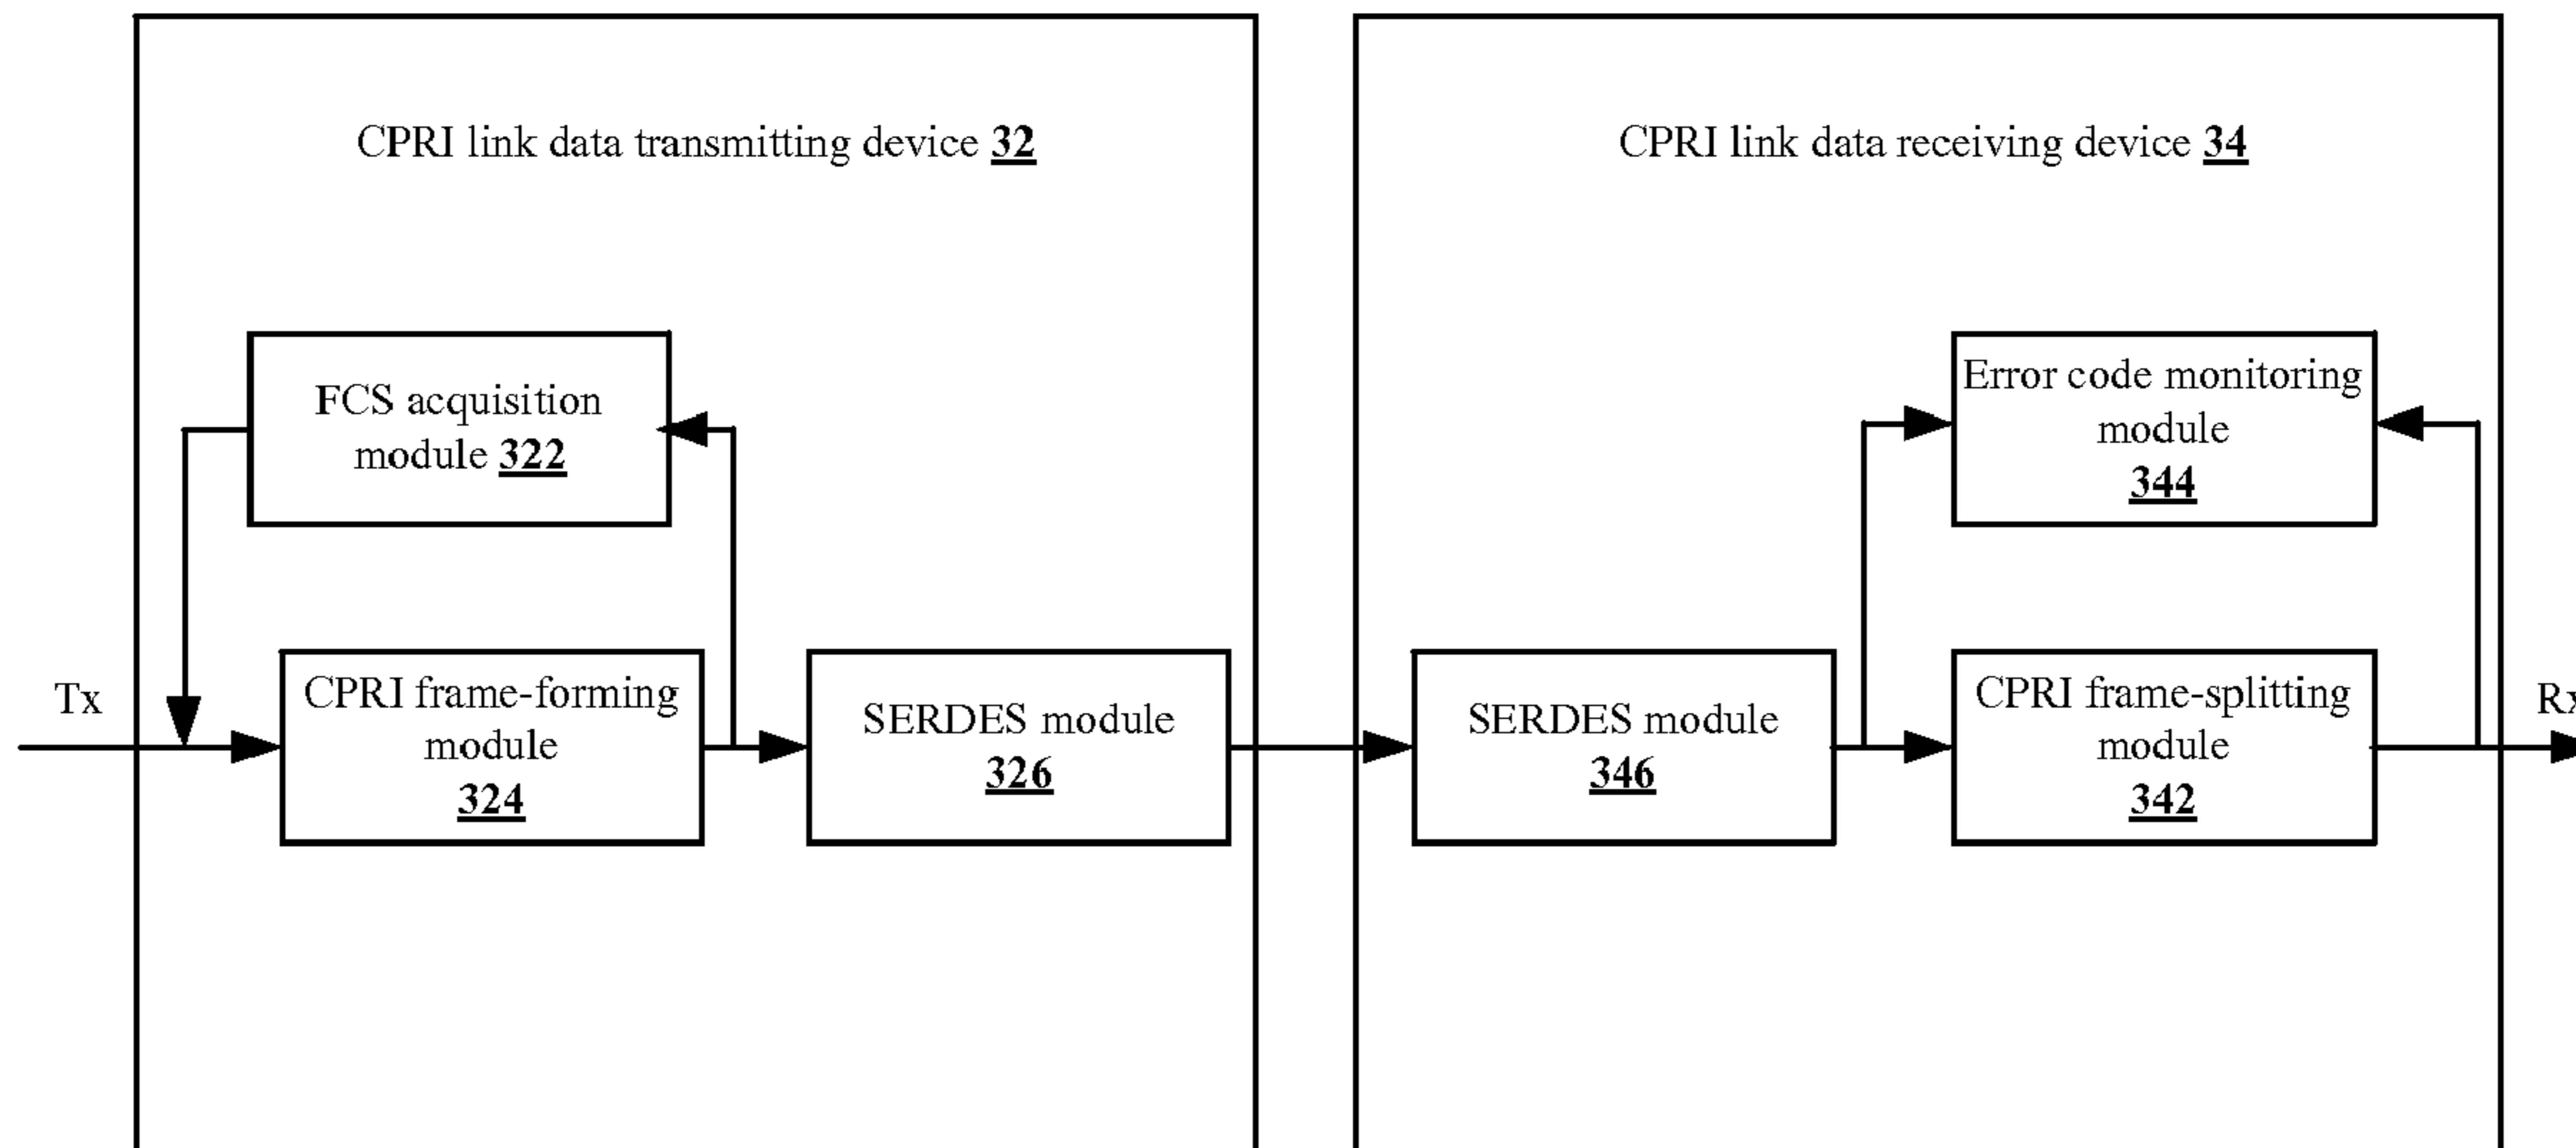 CPRI link data transmitting device 32
CPRI link data receiving device 34
FCS acquisition
module 322
Error code monitoring
module
344
Tx
CPRI frame-forming
module
324
SERDES module
326
SERDES module
346
CPRI frame-splitting
module
342
Rx